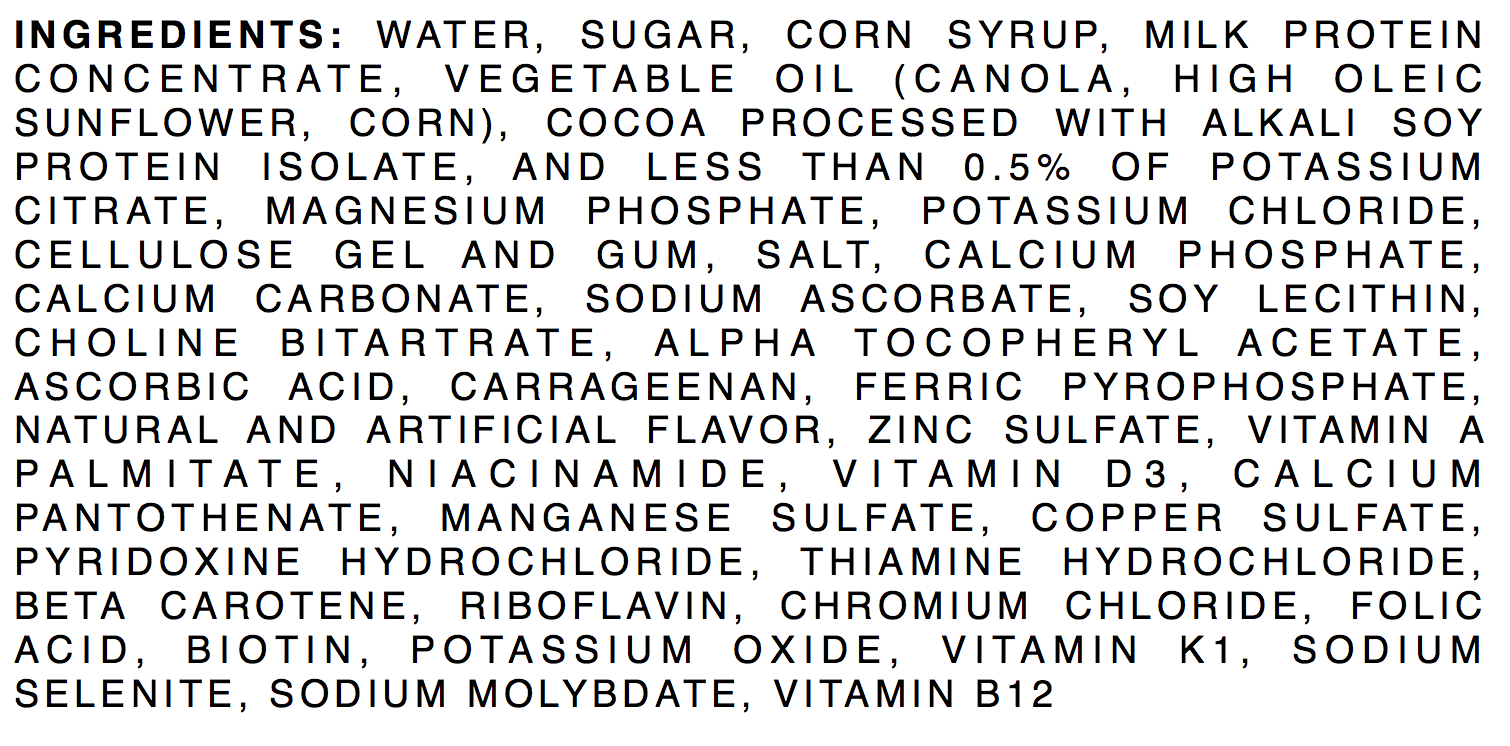 INGREDIENTS: WATER, SUGAR, CORN SYRUP, MILK PROTEIN
CONCENTRATE, VEGETABLE OIL (CANOLA, HIGH OLEIC
SUNFLOWER, CORN), COCOA PROCESSED WITH ALKALI SOY
PROTEIN ISOLATE, AND LESS THAN 0.5% OF POTASSIUM
CITRATE, MAGNESIUM PHOSPHATE, POTASSIUM CHLORIDE,
CELLULOSE GEL AND GUM, SALT, CALCIUM PHOSPHATE,
CALCIUM CARBONATE, SODIUM ASCORBATE, SOY LECITHIN,
CHOLINE BITARTRATE, ALPHA TOCOPHERYL ACETATE,
ASCORBIC ACID, CARRAGEENAN, FERRIC PYROPHOSPHATE,
NATURAL AND ARTIFICIAL FLAVOR, ZINC SULFATE, VITAMIN A
PALMITATE, NIACINAMIDE, VITAMIN D3, CALCIUM
PANTOTHENATE, MANGANESE SULFATE, COPPER SULFATE,
PYRIDOXINE HYDROCHLORIDE, THIAMINE HYDROCHLORIDE,
BETA CAROTENE, RIBOFLAVIN, CHROMIUM CHLORIDE, FOLIC
ACID, BIOTIN, POTASSIUM OXIDE, VITAMIN K1, SODIUM
SELENITE, SODIUM MOLYBDATE, VITAMIN B12